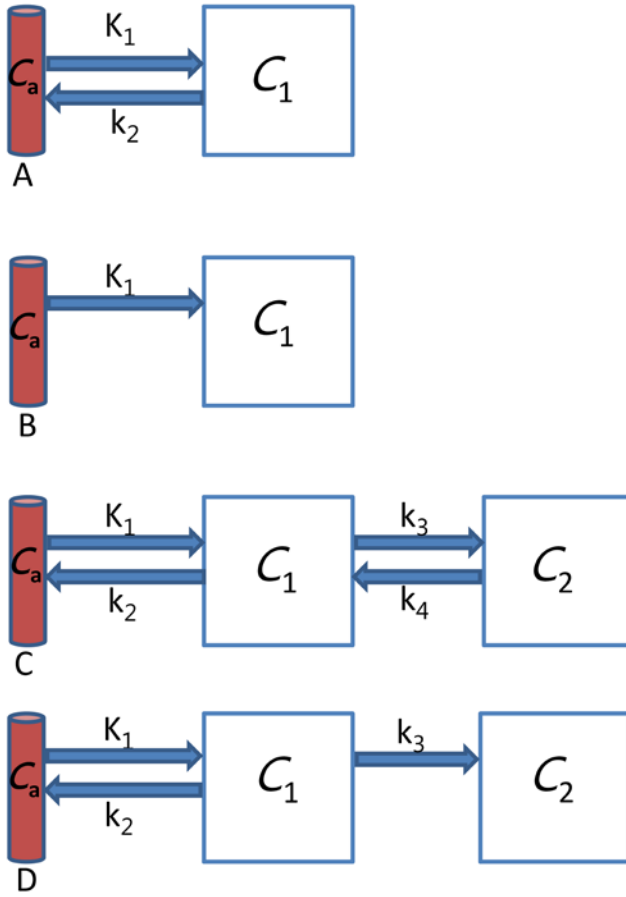 K₁
Cₐ C₁
k₂
A
K₁
Cₐ C₁
B
K₁ k₃
Cₐ C₁ C₂
k₂ k₄
C
K₁ k₃
Cₐ C₁ C₂
k₂
D